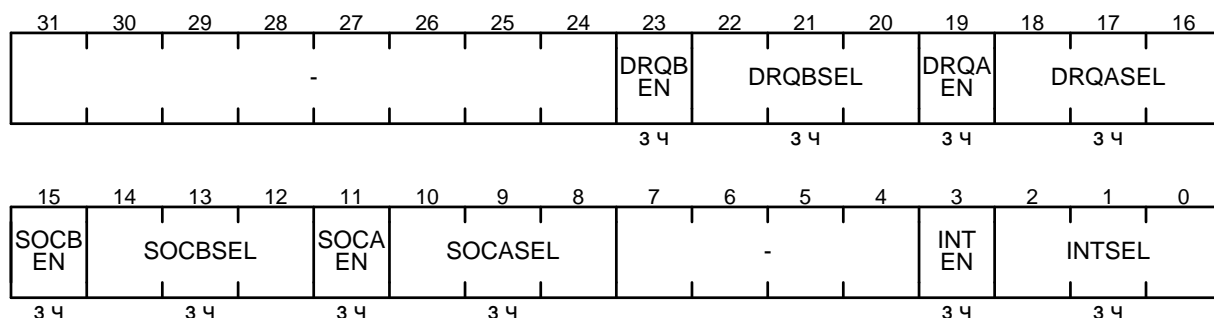 31 30 29 28 27 26 25 24 23 22 21 20 19 18 17 16
- DRQB EN DRQBSEL DRQA EN DRQASEL
З Ч З Ч З Ч З Ч
15 14 13 12 11 10 9 8 7 6 5 4 3 2 1 0
SOCB EN SOCBSEL SOCA EN SOCASEL - INT EN INTSEL
З Ч З Ч З Ч З Ч З Ч З Ч